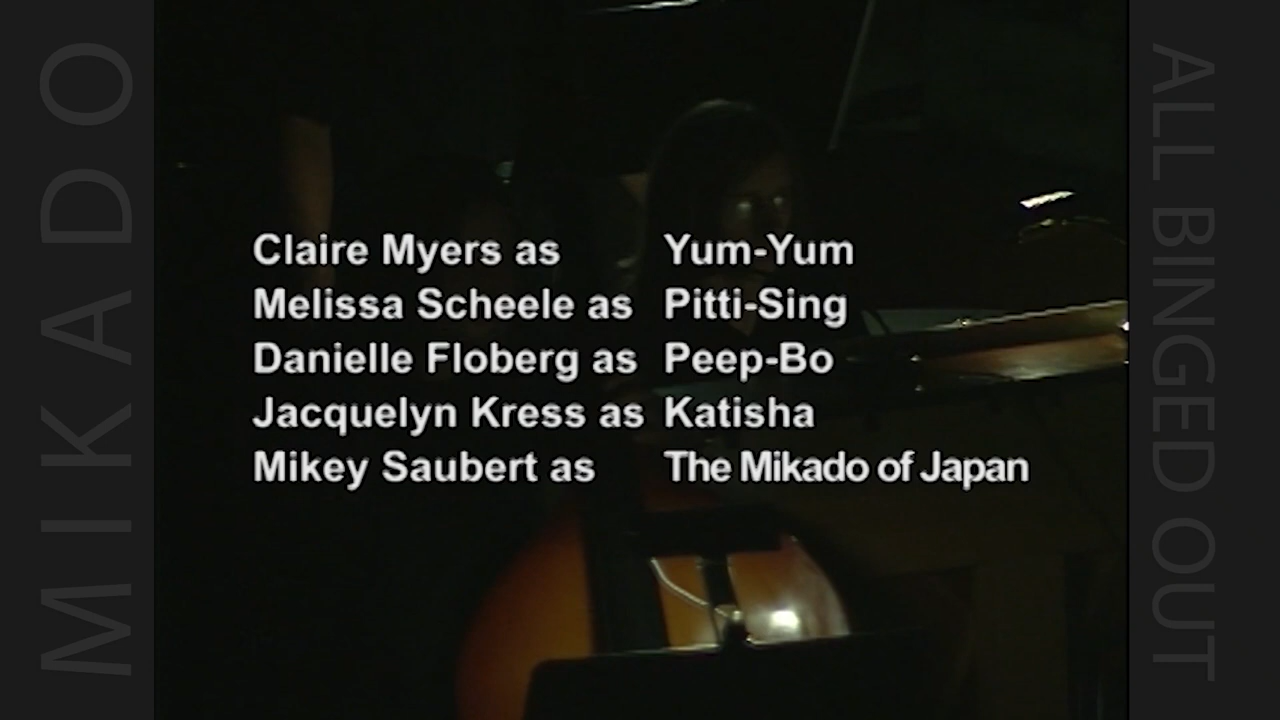 MIKADO
Claire Myers as Yum-Yum
Melissa Scheele as Pitti-Sing
Danielle Floberg as Peep-Bo
Jacquelyn Kress as Katisha
Mikey Saubert as The Mikado of Japan
ALL BINGED OUT